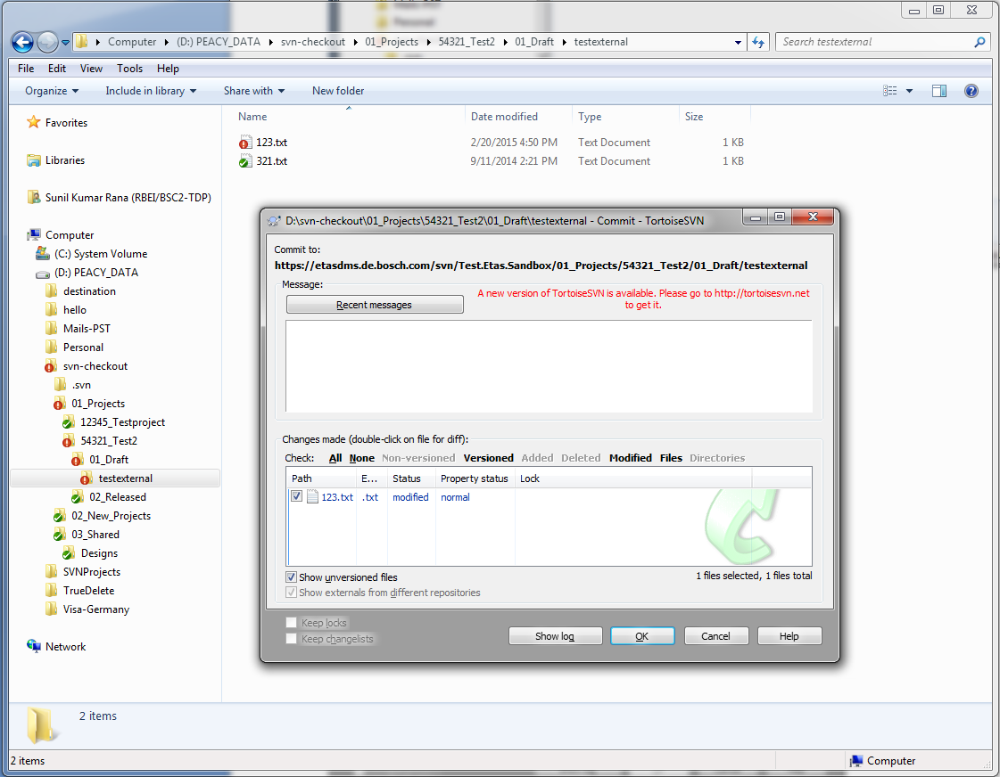 Computer (D:) PEACY_DATA svn-checkout 01_Projects 54321_Test2 01_Draft testexternal Search testexternal
File Edit View Tools Help
Organize Include in library Share with New folder
Favorites
Libraries
Sunil Kumar Rana (RBEI/BSC2-TDP)
Computer
(C:) System Volume
(D:) PEACY_DATA
destination
hello
Mails-PST
Personal
svn-checkout
.svn
01_Projects
12345_Testproject
54321_Test2
01_Draft
testexternal
02_Released
02_New_Projects
03_Shared
Designs
SVNProjects
TrueDelete
Visa-Germany
Network
Name Date modified Type Size
123.txt 2/20/2015 4:50 PM Text Document 1 KB
321.txt 9/11/2014 2:21 PM Text Document 1 KB
D:\svn-checkout\01_Projects\54321_Test2\01_Draft\testexternal - Commit - TortoiseSVN
Commit to:
https://etasdms.de.bosch.com/svn/Test.Etas.Sandbox/01_Projects/54321_Test2/01_Draft/testexternal
Message:
Recent messages
A new version of TortoiseSVN is available. Please go to http://tortoisesvn.net
to get it.
Changes made (double-click on file for diff):
Check: All None Non-versioned Versioned Added Deleted Modified Files Directories
Path E... Status Property status Lock
123.txt .txt modified normal
Show unversioned files 1 files selected, 1 files total
Show externals from different repositories
Keep locks
Keep changelists
Show log OK Cancel Help
2 items
2 items Computer